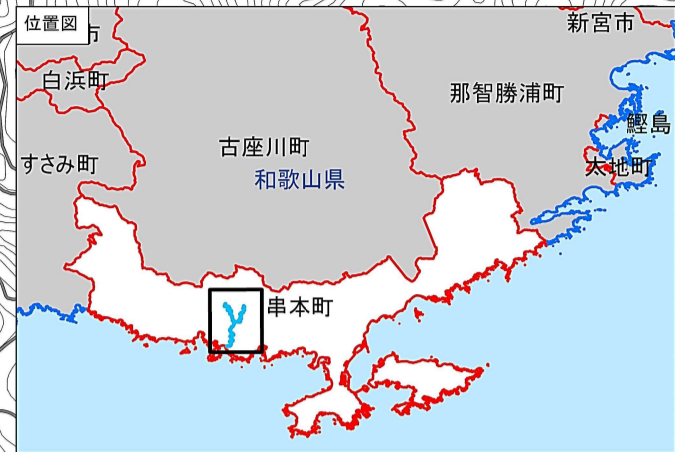 位置図
市
新宮市
白浜町
那智勝浦町
鰹島
古座川町
すさみ町
太地町
和歌山県
串本町